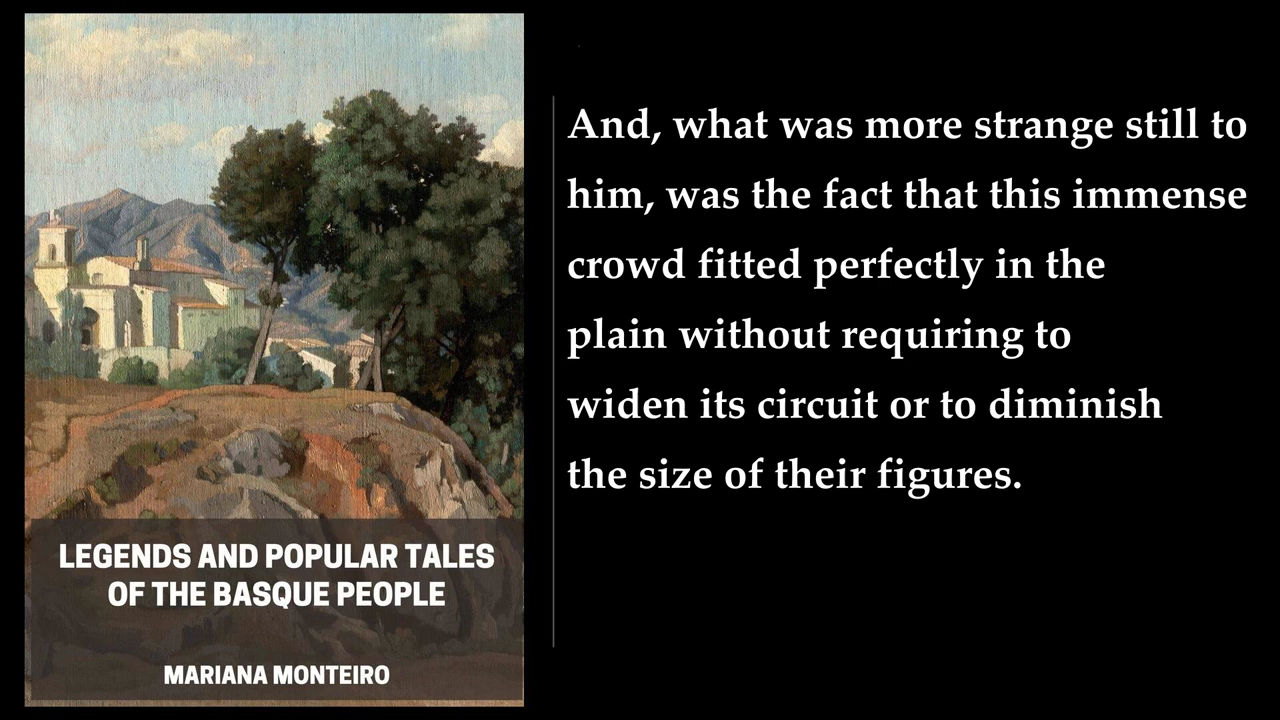 LEGENDS AND POPULAR TALES
OF THE BASQUE PEOPLE
MARIANA MONTEIRO
And, what was more strange still to
him, was the fact that this immense
crowd fitted perfectly in the
plain without requiring to
widen its circuit or to diminish
the size of their figures.